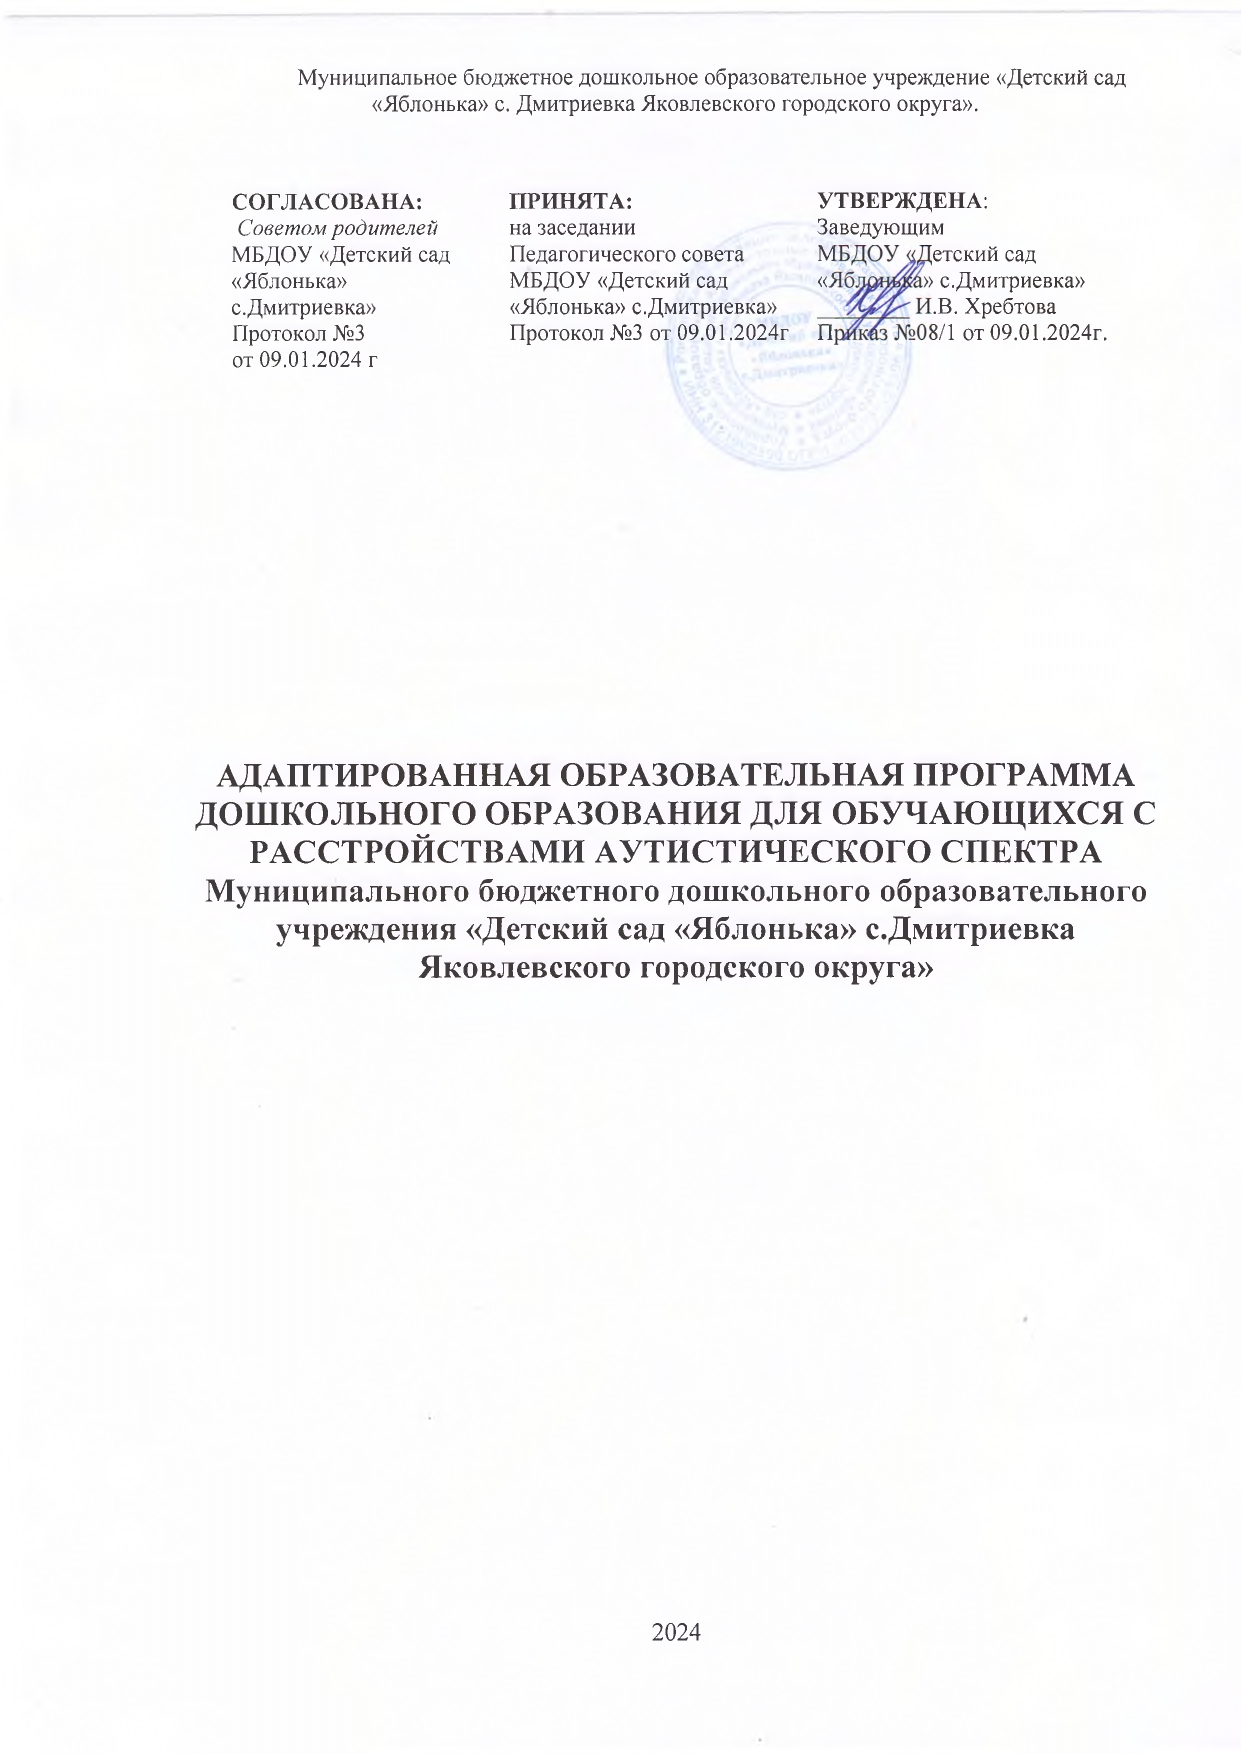 Муниципальное бюджетное дошкольное образовательное учреждение «Детский сад
«Яблонька» с. Дмитриевка Яковлевского городского округа».
СОГЛАСОВАНА:
Советом родителей
МБДОУ «Детский сад
«Яблонька»
с.Дмитриевка»
Протокол №3
от 09.01.2024 г
ПРИНЯТА:
на заседании
Педагогического совета
МБДОУ «Детский сад
«Яблонька» с.Дмитриевка»
Протокол №3 от 09.01.2024г
УТВЕРЖДЕНА:
Заведующим
МБДОУ «Детский сад
«Яблонька» с.Дмитриевка»
________ И.В. Хребтова
Приказ №08/1 от 09.01.2024г.
АДАПТИРОВАННАЯ ОБРАЗОВАТЕЛЬНАЯ ПРОГРАММА
ДОШКОЛЬНОГО ОБРАЗОВАНИЯ ДЛЯ ОБУЧАЮЩИХСЯ С
РАССТРОЙСТВАМИ АУТИСТИЧЕСКОГО СПЕКТРА
Муниципального бюджетного дошкольного образовательного
учреждения «Детский сад «Яблонька» с.Дмитриевка
Яковлевского городского округа»
2024